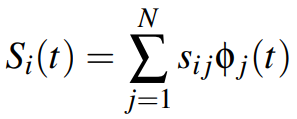 S_i(t) = \sum_{j=1}^{N} s_{ij} \phi_j(t)